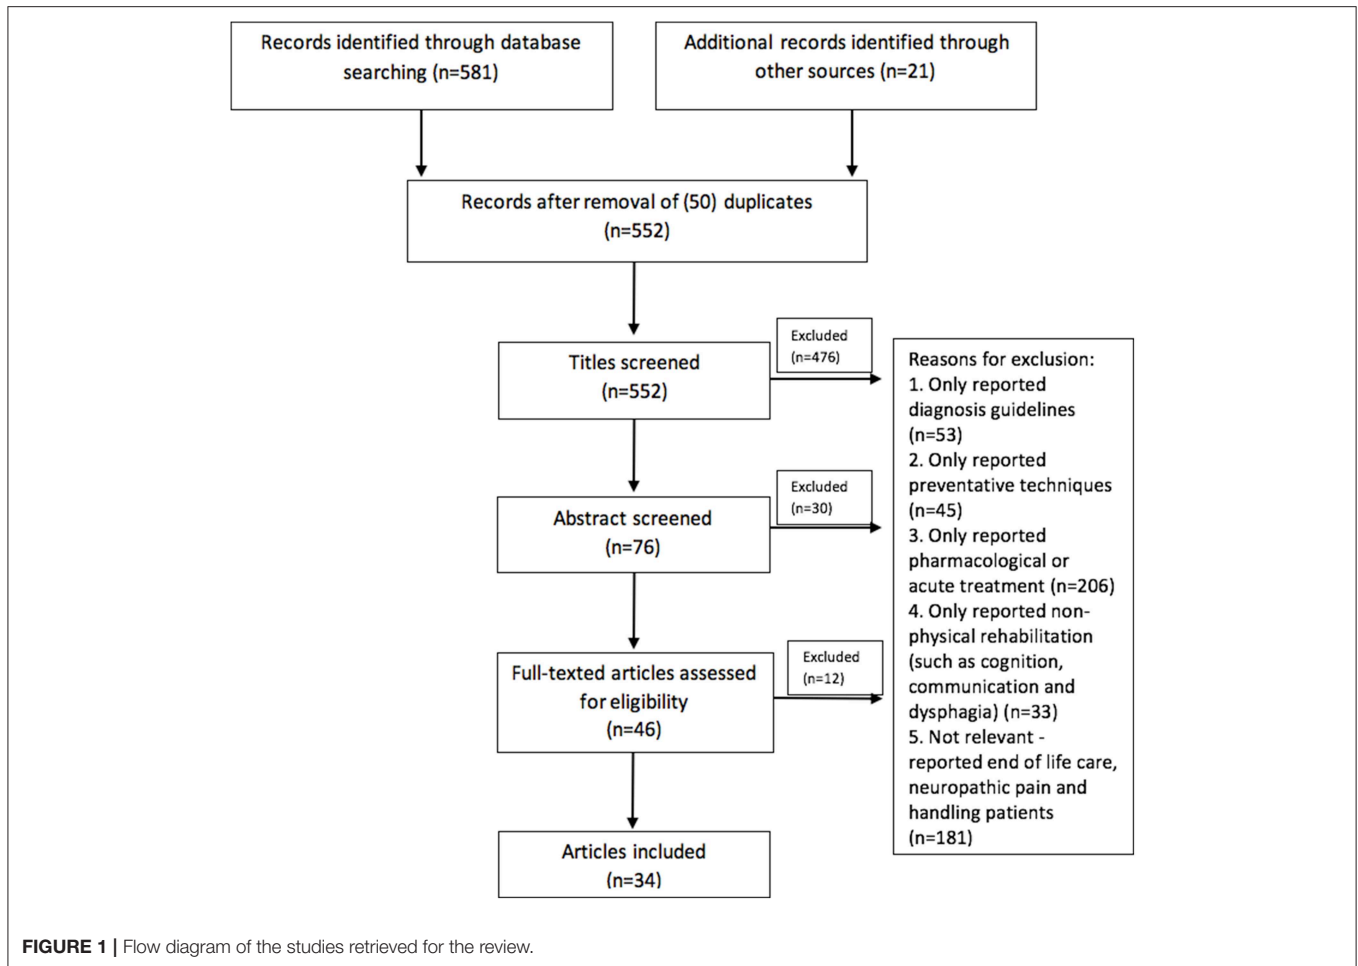 Records identified through database
searching (n=581)
Additional records identified through
other sources (n=21)
Records after removal of (50) duplicates
(n=552)
Titles screened
(n=552)
Excluded
(n=476)
Abstract screened
(n=76)
Excluded
(n=30)
Full-texted articles assessed
for eligibility
(n=46)
Excluded
(n=12)
Articles included
(n=34)
Reasons for exclusion:
1. Only reported
diagnosis guidelines
(n=53)
2. Only reported
preventative techniques
(n=45)
3. Only reported
pharmacological or
acute treatment (n=206)
4. Only reported non-
physical rehabilitation
(such as cognition,
communication and
dysphagia) (n=33)
5. Not relevant -
reported end of life care,
neuropathic pain and
handling patients
(n=181)
FIGURE 1 | Flow diagram of the studies retrieved for the review.